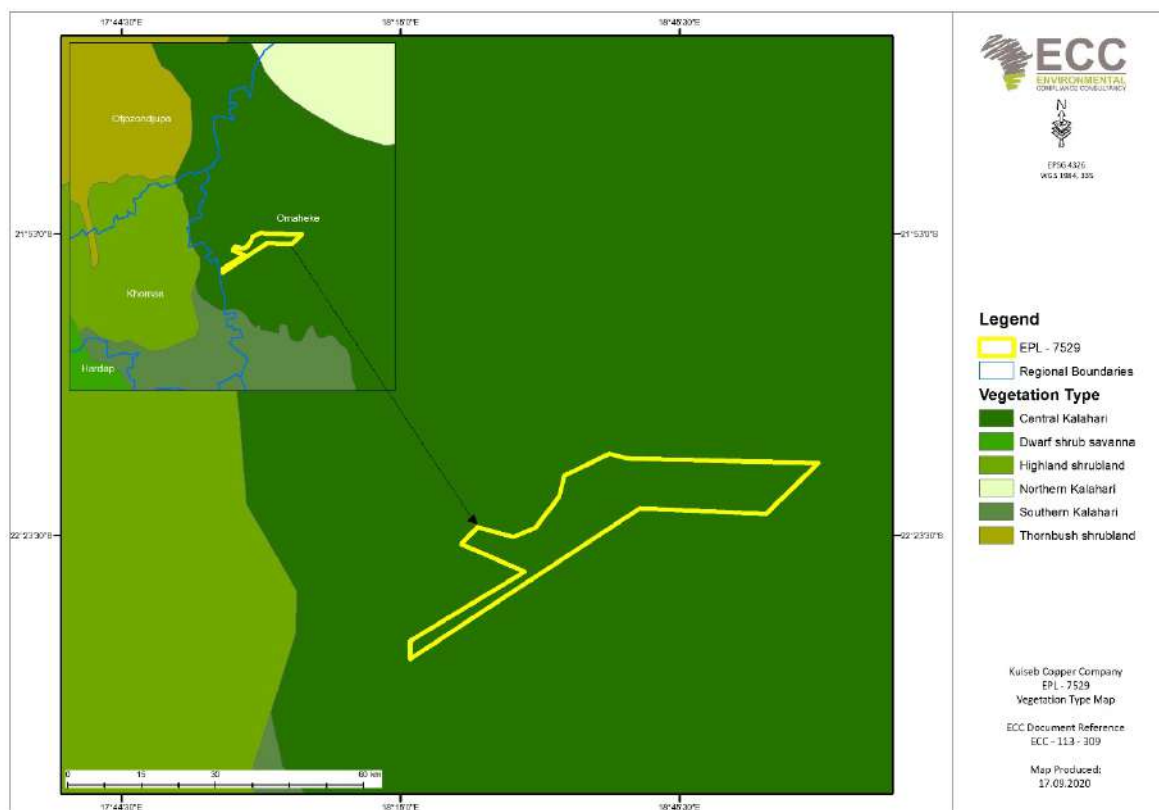 17°44'30"E
18°15'0"E
18°45'30"E
Otjozondjupa
Omaheke
Khomas
Hardap
21°53'0"S
21°53'0"S
22°23'30"S
22°23'30"S
0 15 30 60 km
17°44'30"E
18°15'0"E
18°45'30"E
ECC
ENVIRONMENTAL
COMPLIANCE CONSULTANCY
N
EPSG 4326
WGS 1984, 33S
Legend
EPL - 7529
Regional Boundaries
Vegetation Type
Central Kalahari
Dwarf shrub savanna
Highland shrubland
Northern Kalahari
Southern Kalahari
Thornbush shrubland
Kuiseb Copper Company
EPL - 7529
Vegetation Type Map
ECC Document Reference
ECC - 113 - 309
Map Produced:
17.09.2020